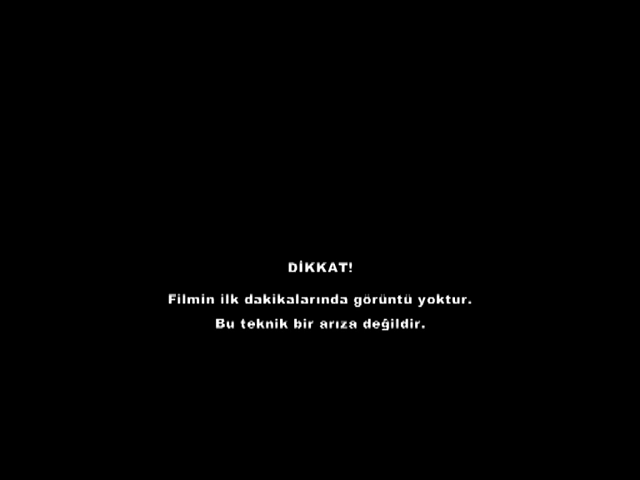 DİKKAT!
Filmin ilk dakikalarında görüntü yoktur.
Bu teknik bir arıza değildir.